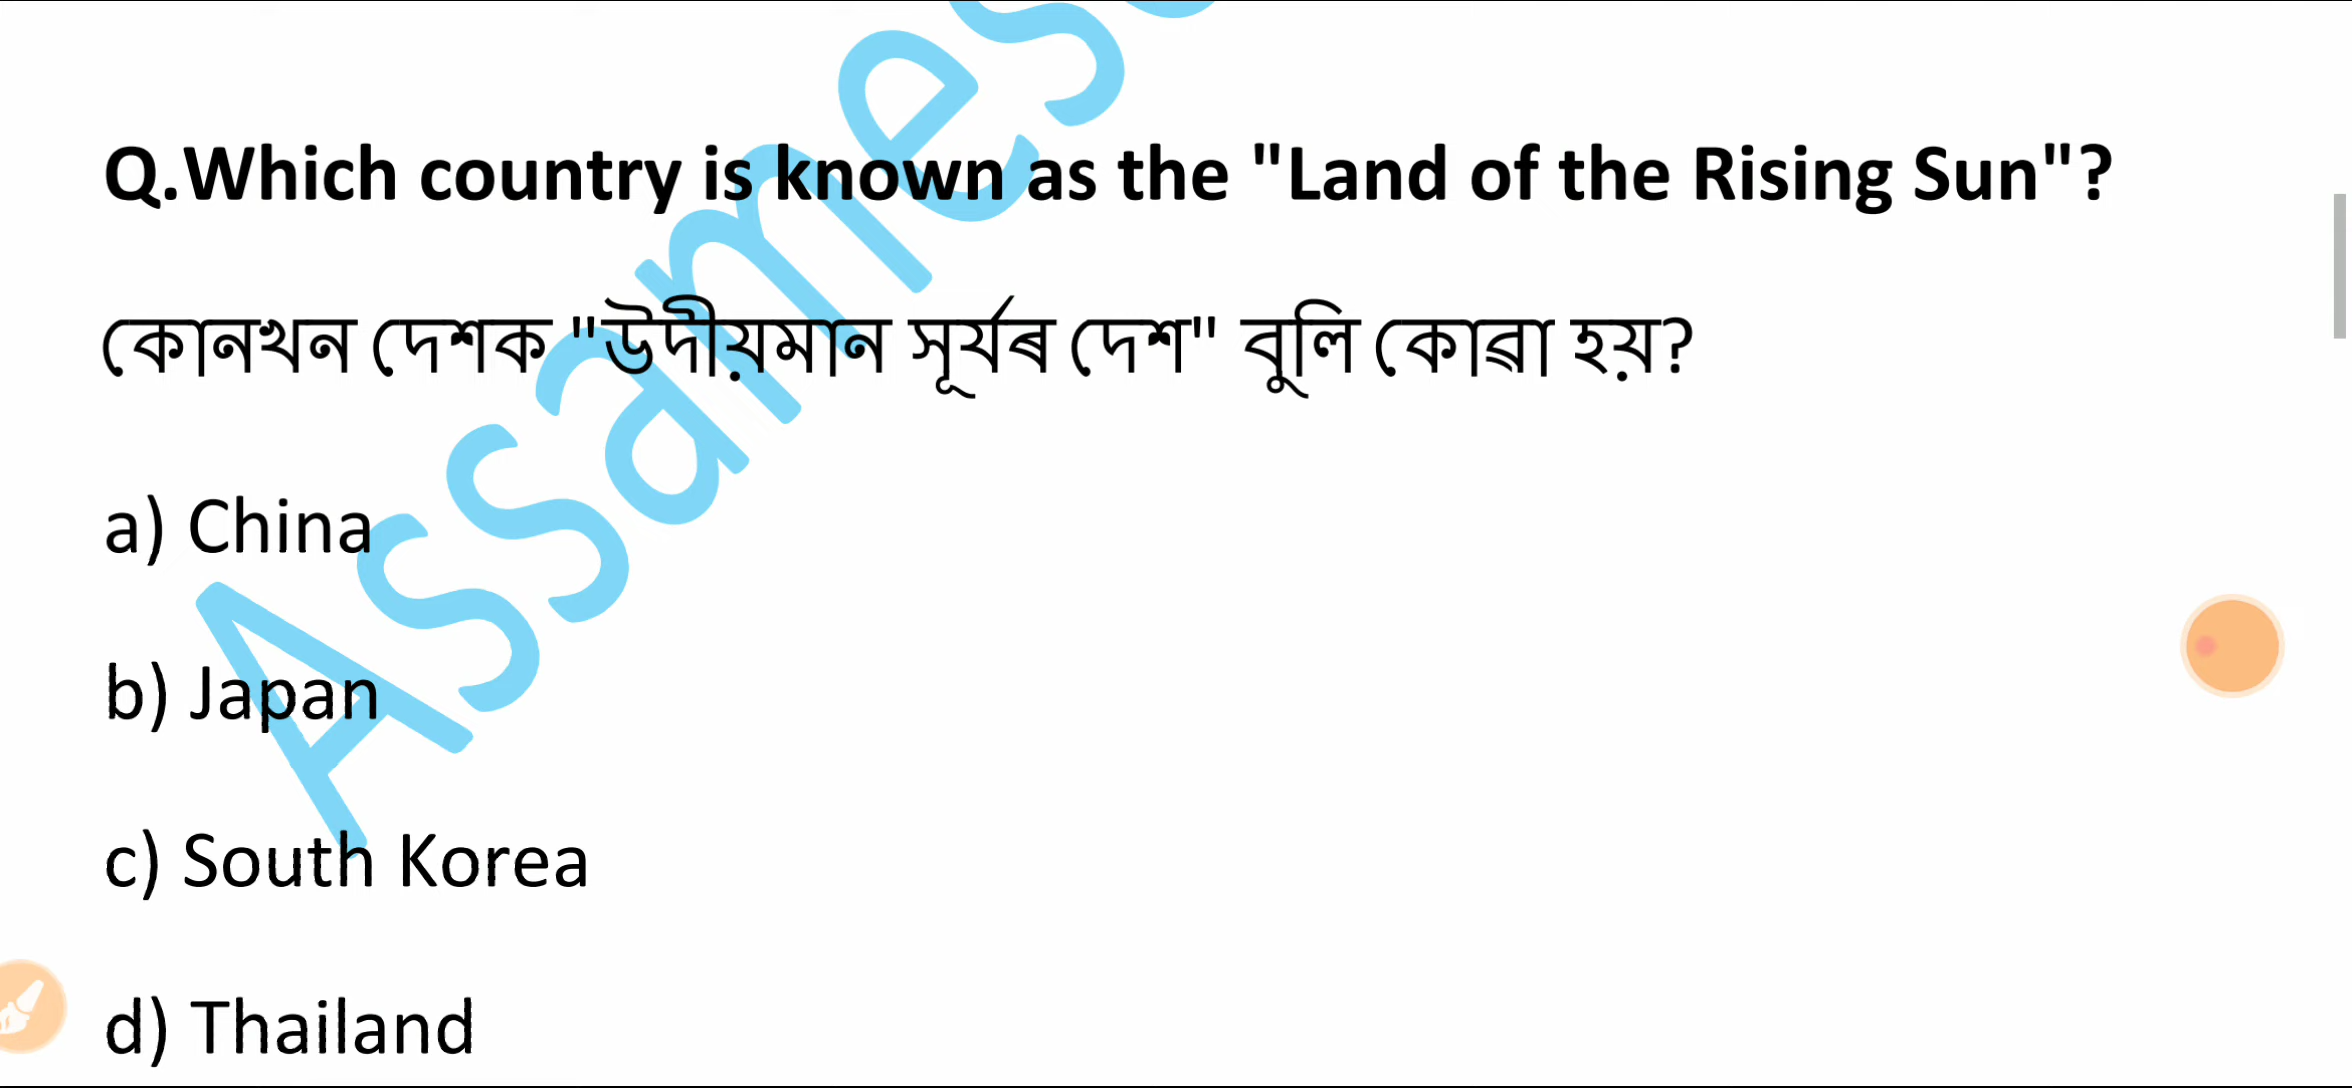 Q.Which country is known as the "Land of the Rising Sun"?
কোনখন দেশক "উদীয়মান সূৰ্যৰ দেশ" বুলি কোৱা হয়?
a) China
b) Japan
c) South Korea
d) Thailand
Assames